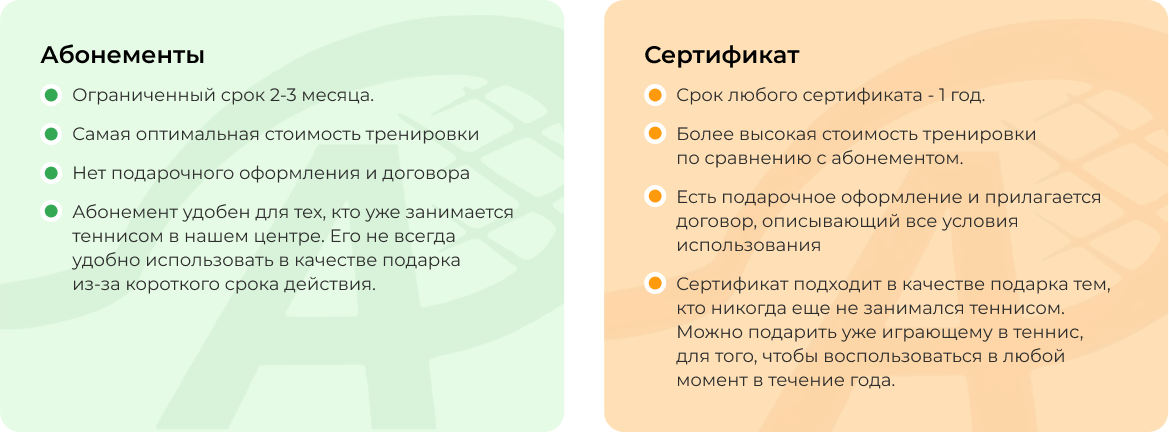 Абонементы
Ограниченный срок 2-3 месяца.
Самая оптимальная стоимость тренировки
Нет подарочного оформления и договора
Абонемент удобен для тех, кто уже занимается
теннисом в нашем центре. Его не всегда
удобно использовать в качестве подарка
из-за короткого срока действия.
Сертификат
Срок любого сертификата - 1 год.
Более высокая стоимость тренировки
по сравнению с абонементом.
Есть подарочное оформление и прилагается
договор, описывающий все условия
использования
Сертификат подходит в качестве подарка тем,
кто никогда еще не занимался теннисом.
Можно подарить уже играющему в теннис,
для того, чтобы воспользоваться в любой
момент в течение года.